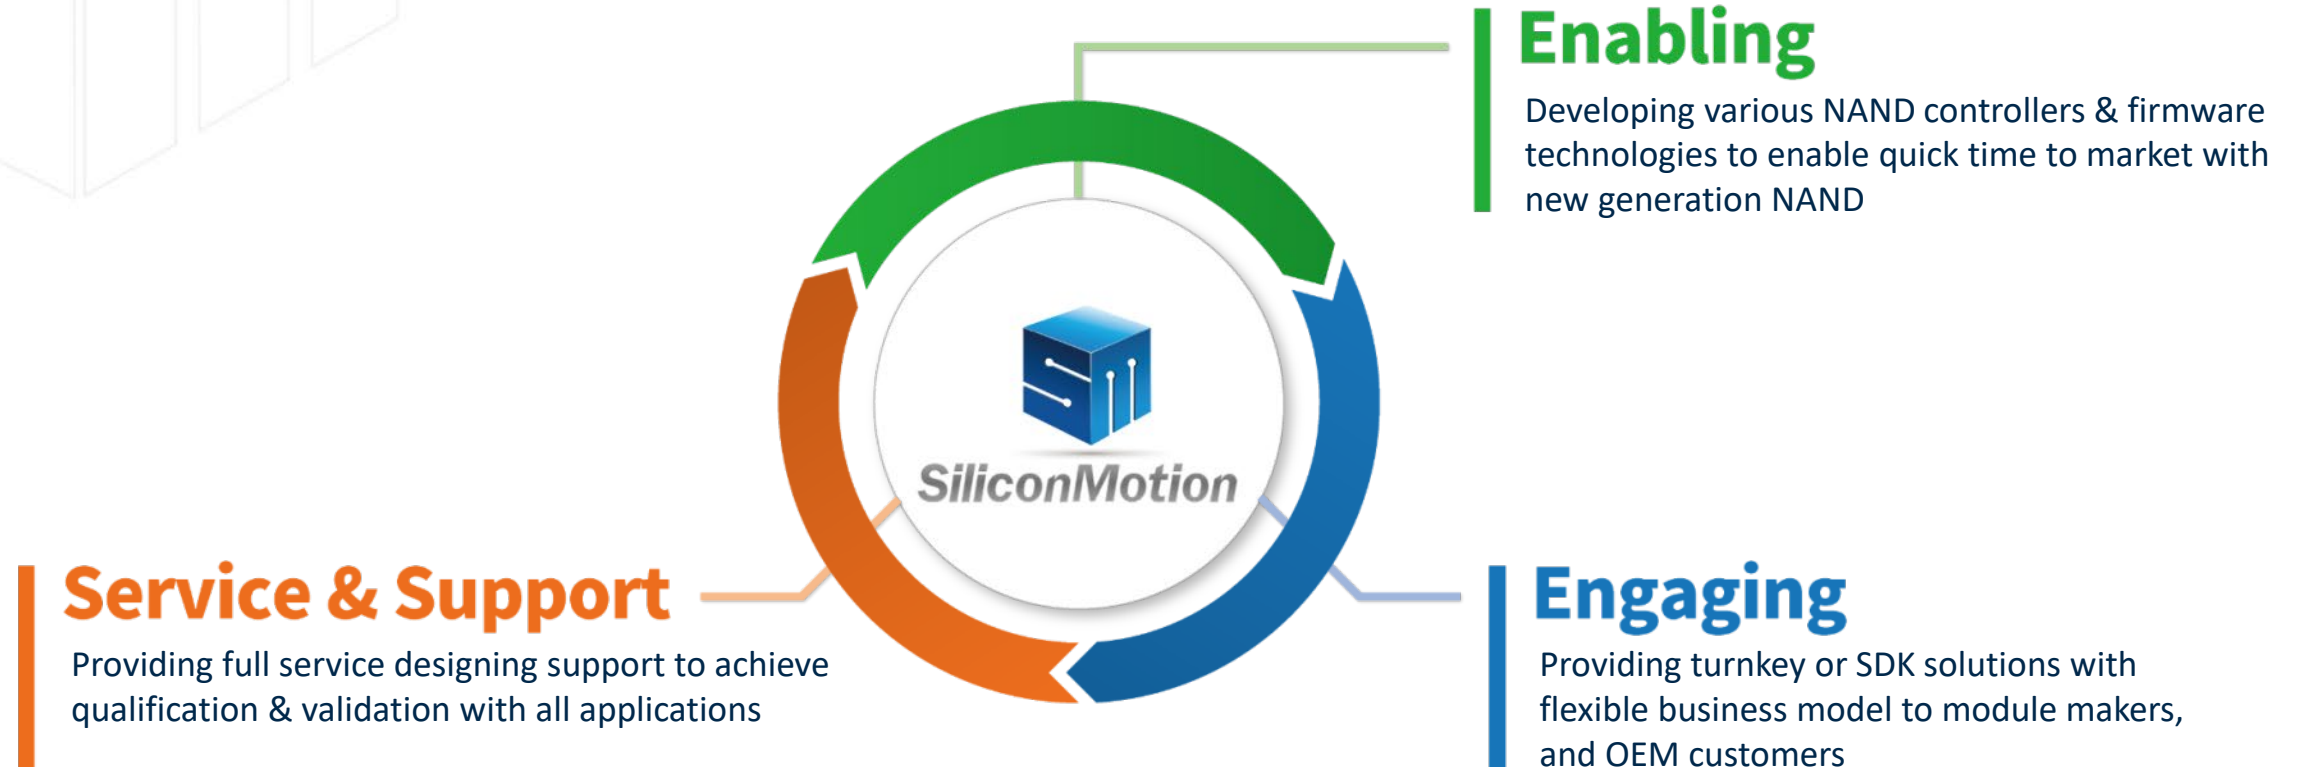 Enabling
Developing various NAND controllers & firmware
technologies to enable quick time to market with
new generation NAND
SiliconMotion
Service & Support
Providing full service designing support to achieve
qualification & validation with all applications
Engaging
Providing turnkey or SDK solutions with
flexible business model to module makers,
and OEM customers